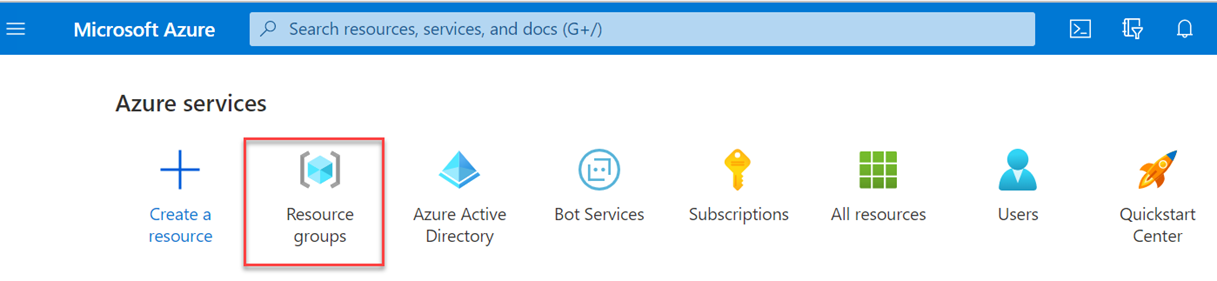 Microsoft Azure
Search resources, services, and docs (G+/)
Azure services
Create a
resource
Resource
groups
Azure Active
Directory
Bot Services
Subscriptions
All resources
Users
Quickstart
Center